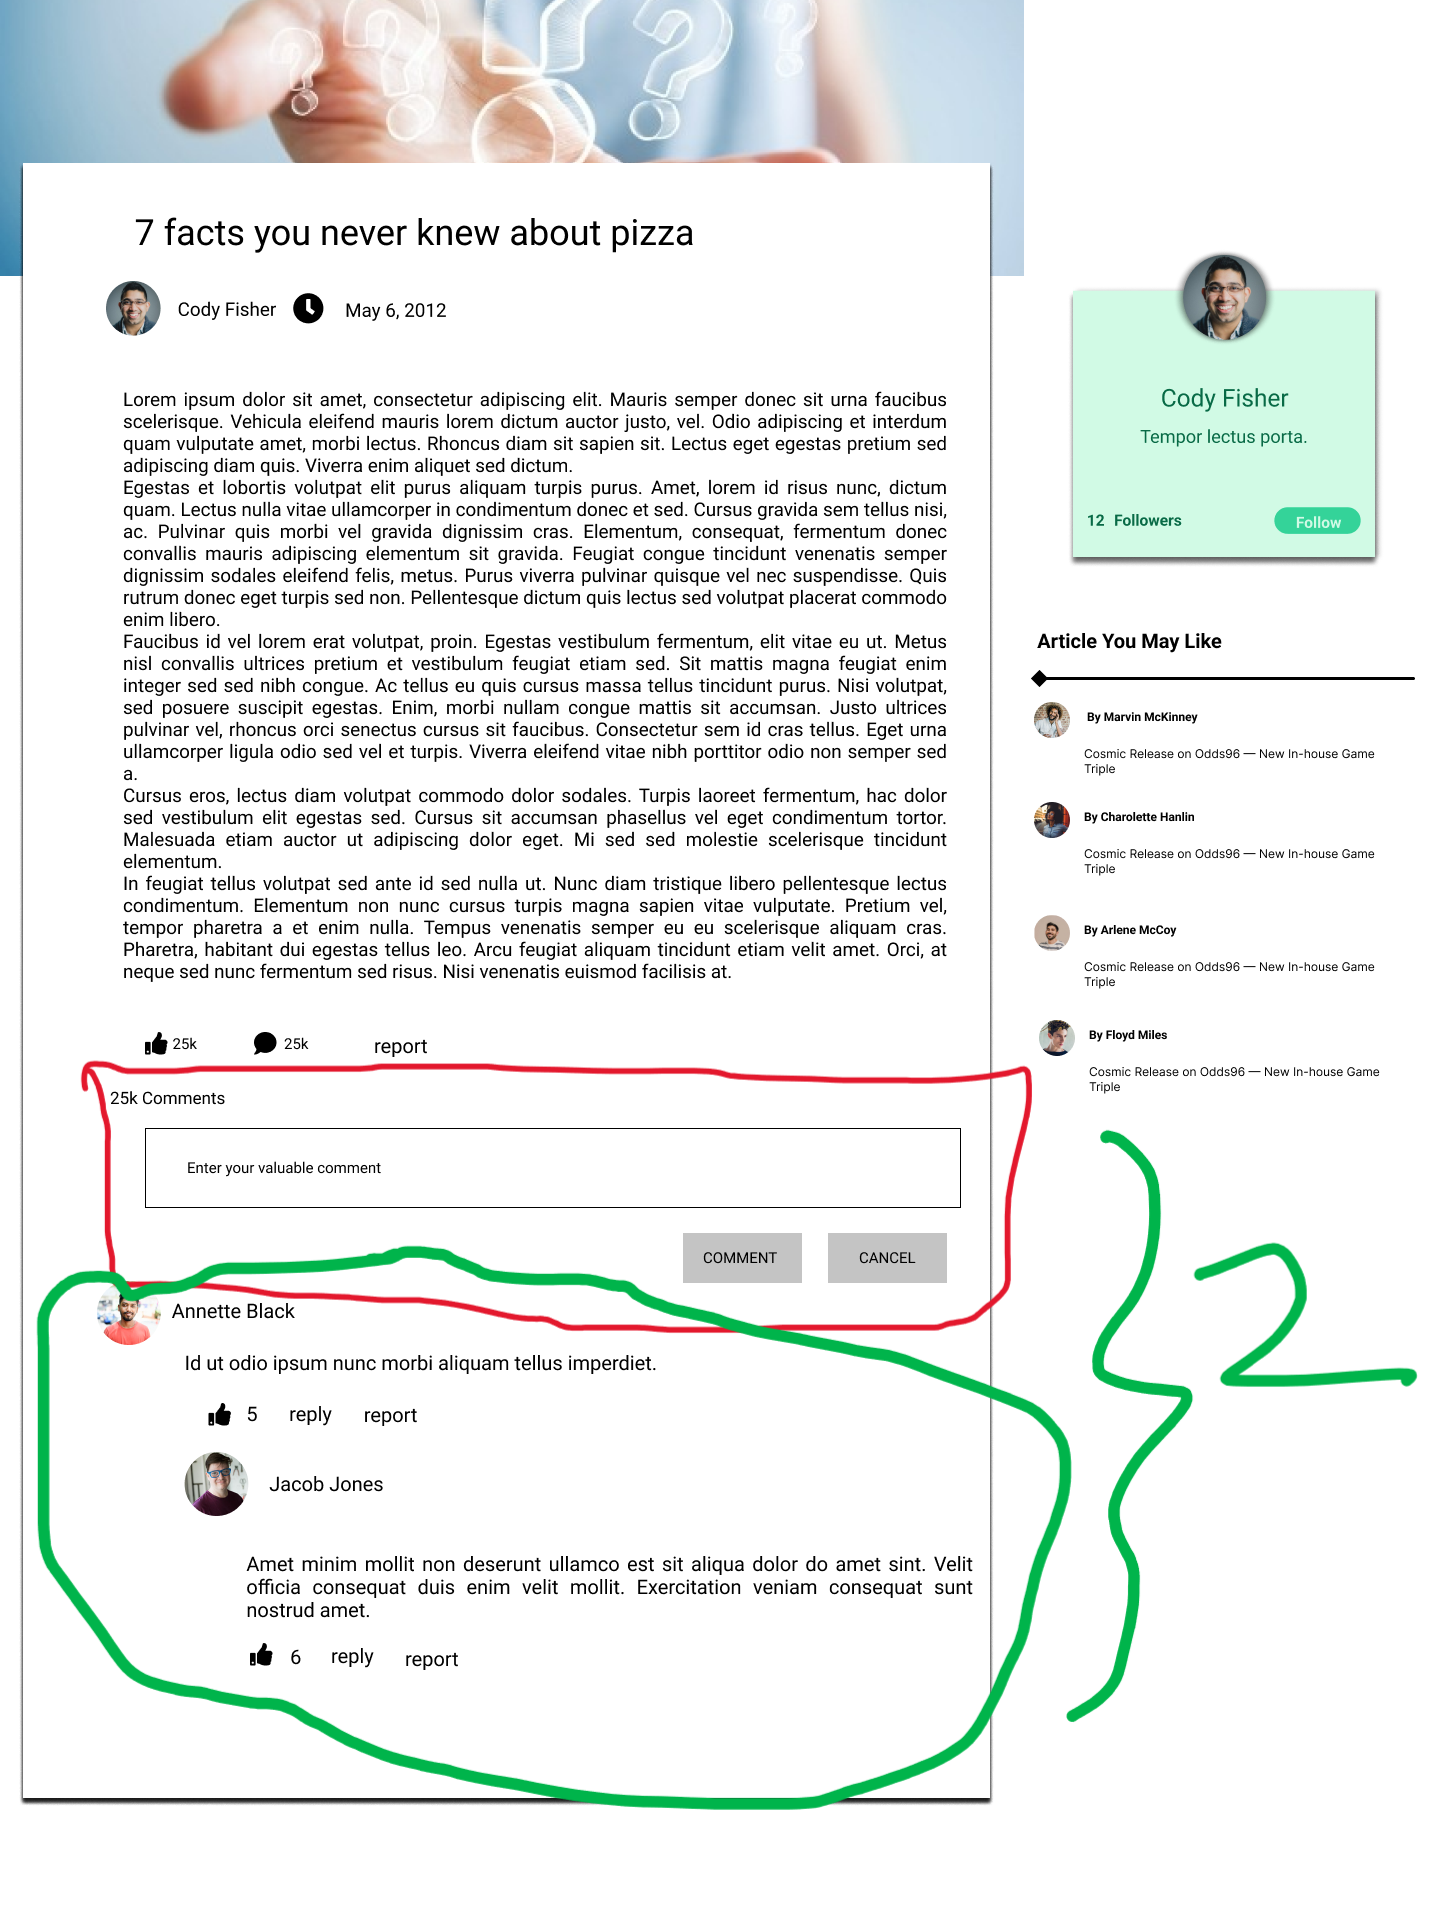 7 facts you never knew about pizza
Cody Fisher May 6, 2012
Lorem ipsum dolor sit amet, consectetur adipiscing elit. Mauris semper donec sit urna faucibus
scelerisque. Vehicula eleifend mauris lorem dictum auctor justo, vel. Odio adipiscing et interdum
quam vulputate amet, morbi lectus. Rhoncus diam sit sapien sit. Lectus eget egestas pretium sed
adipiscing diam quis. Viverra enim aliquet sed dictum.
Egestas et lobortis volutpat elit purus aliquam turpis purus. Amet, lorem id risus nunc, dictum
quam. Lectus nulla vitae ullamcorper in condimentum donec et sed. Cursus gravida sem tellus nisi,
ac. Pulvinar quis morbi vel gravida dignissim cras. Elementum, consequat, fermentum donec
convallis mauris adipiscing elementum sit gravida. Feugiat congue tincidunt venenatis semper
dignissim sodales eleifend felis, metus. Purus viverra pulvinar quisque vel nec suspendisse. Quis
rutrum donec eget turpis sed non. Pellentesque dictum quis lectus sed volutpat placerat commodo
enim libero.
Faucibus id vel lorem erat volutpat, proin. Egestas vestibulum fermentum, elit vitae eu ut. Metus
nisl convallis ultrices pretium et vestibulum feugiat etiam sed. Sit mattis magna feugiat enim
integer sed sed nibh congue. Ac tellus eu quis cursus massa tellus tincidunt purus. Nisi volutpat,
sed posuere suscipit egestas. Enim, morbi nullam congue mattis sit accumsan. Justo ultrices
pulvinar vel, rhoncus orci senectus cursus sit faucibus. Consectetur sem id cras tellus. Eget urna
ullamcorper ligula odio sed vel et turpis. Viverra eleifend vitae nibh porttitor odio non semper sed
a.
Cursus eros, lectus diam volutpat commodo dolor sodales. Turpis laoreet fermentum, hac dolor
sed vestibulum elit egestas sed. Cursus sit accumsan phasellus vel eget condimentum tortor.
Malesuada etiam auctor ut adipiscing dolor eget. Mi sed sed molestie scelerisque tincidunt
elementum.
In feugiat tellus volutpat sed ante id sed nulla ut. Nunc diam tristique libero pellentesque lectus
condimentum. Elementum non nunc cursus turpis magna sapien vitae vulputate. Pretium vel,
tempor pharetra a et enim nulla. Tempus venenatis semper eu eu scelerisque aliquam cras.
Pharetra, habitant dui egestas tellus leo. Arcu feugiat aliquam tincidunt etiam velit amet. Orci, at
neque sed nunc fermentum sed risus. Nisi venenatis euismod facilisis at.
25k 25k report
25k Comments
Enter your valuable comment
COMMENT CANCEL
Annette Black
Id ut odio ipsum nunc morbi aliquam tellus imperdiet.
5 reply report
Jacob Jones
Amet minim mollit non deserunt ullamco est sit aliqua dolor do amet sint. Velit
officia consequat duis enim velit mollit. Exercitation veniam consequat sunt
nostrud amet.
6 reply report
Cody Fisher
Tempor lectus porta.
12 Followers Follow
Article You May Like
By Marvin McKinney
Cosmic Release on Odds96 — New In-house Game
Triple
By Charolette Hanlin
Cosmic Release on Odds96 — New In-house Game
Triple
By Arlene McCoy
Cosmic Release on Odds96 — New In-house Game
Triple
By Floyd Miles
Cosmic Release on Odds96 — New In-house Game
Triple
2